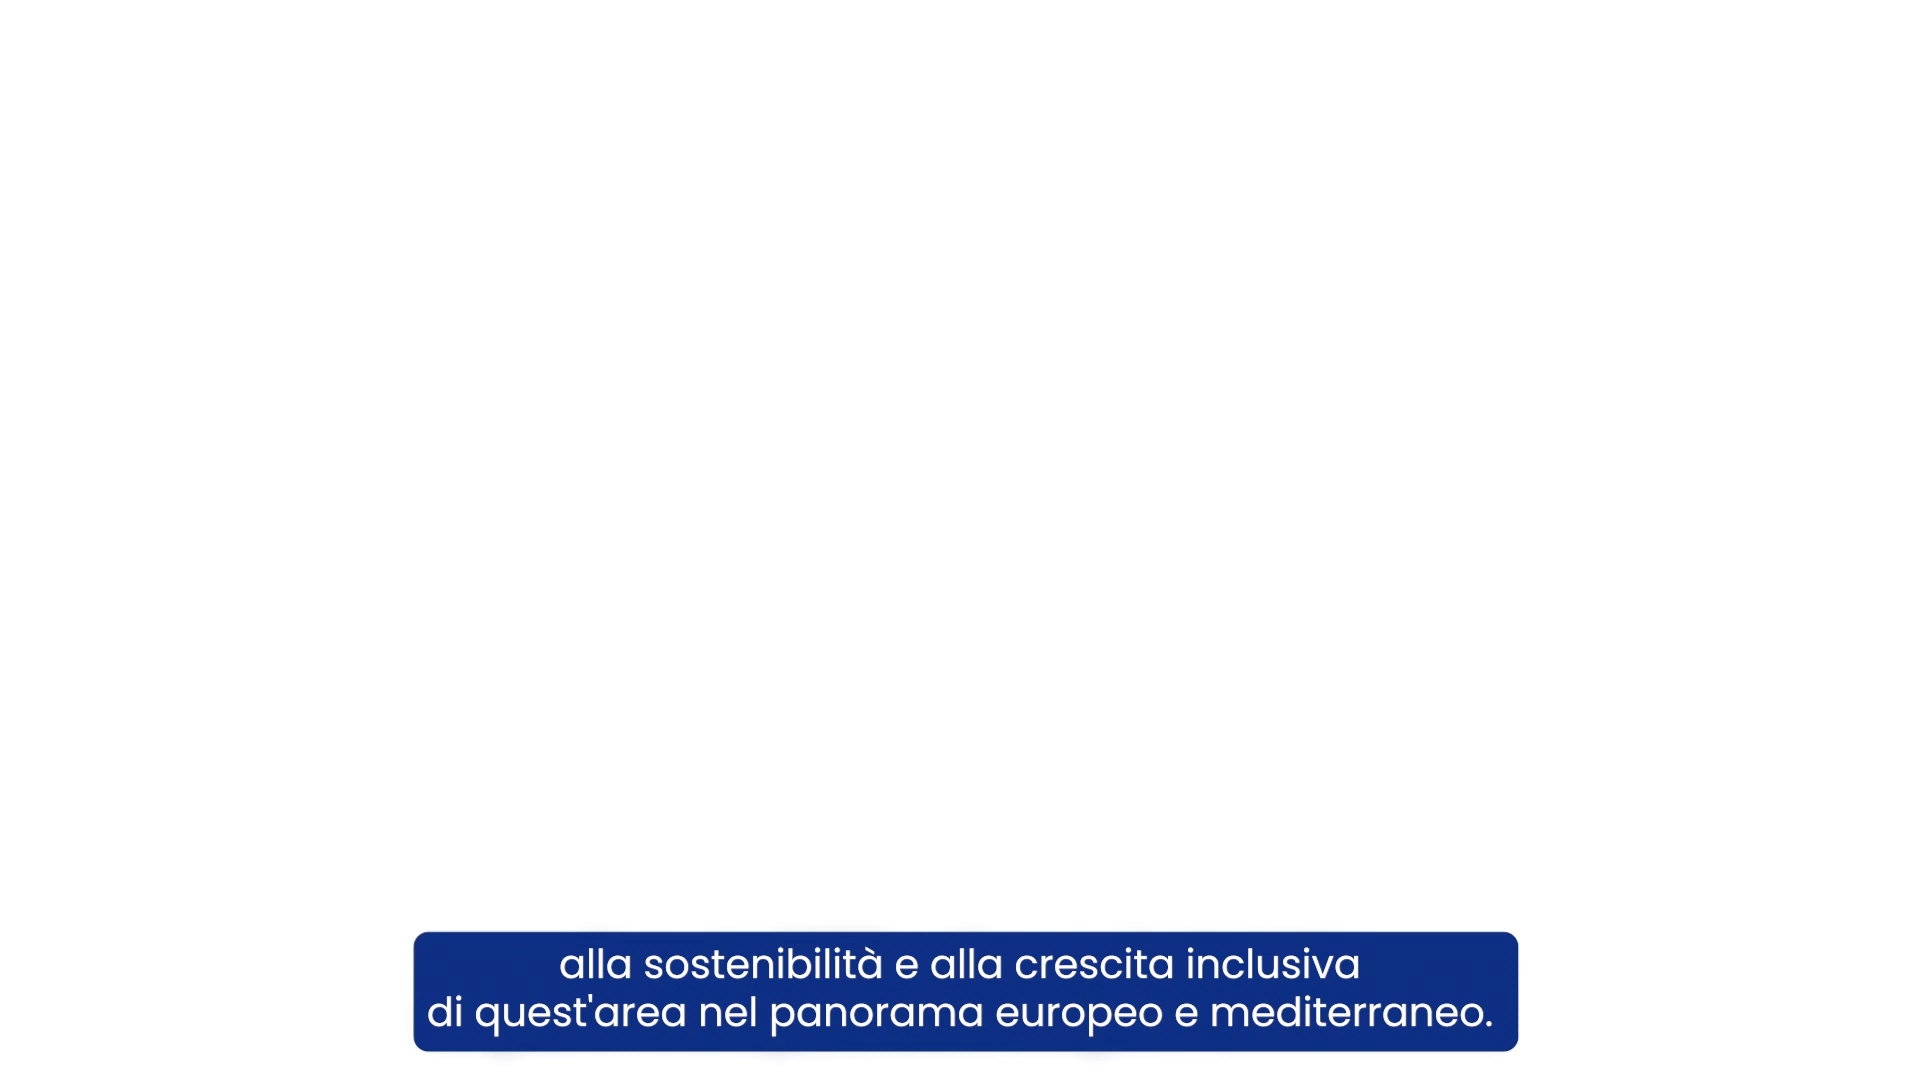 alla sostenibilità e alla crescita inclusiva
di quest'area nel panorama europeo e mediterraneo.